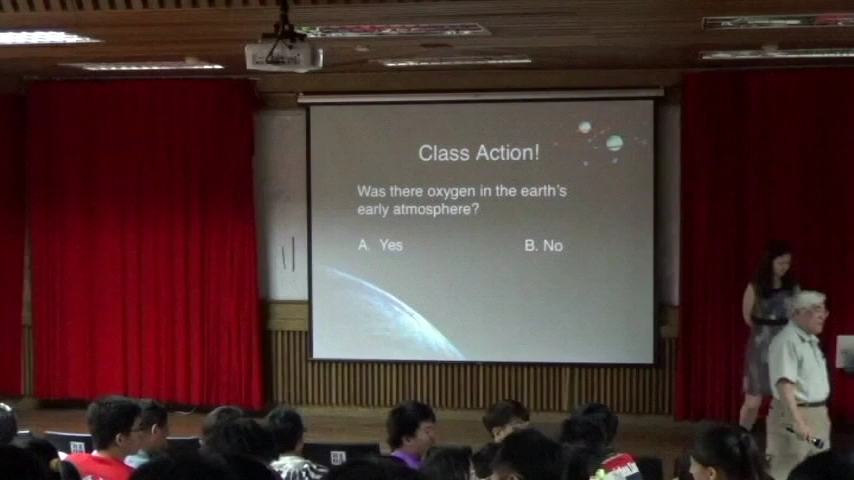 Class Action!
Was there oxygen in the earth's
early atmosphere?
A. Yes
B. No